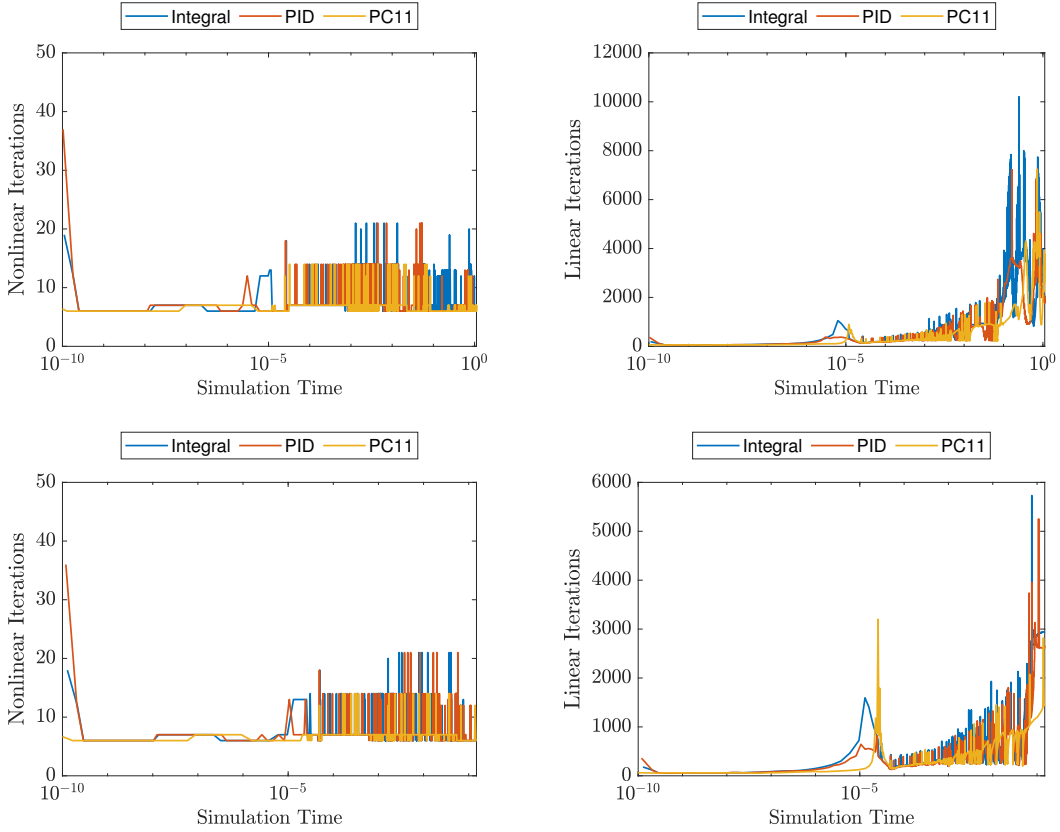 Integral PID PC11
Integral PID PC11
50
40
30
20
10
0
Nonlinear Iterations
10^-10 10^-5 10^0
Simulation Time
12000
10000
8000
6000
4000
2000
0
Linear Iterations
10^-10 10^-5 10^0
Simulation Time
Integral PID PC11
Integral PID PC11
50
40
30
20
10
0
Nonlinear Iterations
10^-10 10^-5
Simulation Time
6000
5000
4000
3000
2000
1000
0
Linear Iterations
10^-10 10^-5
Simulation Time